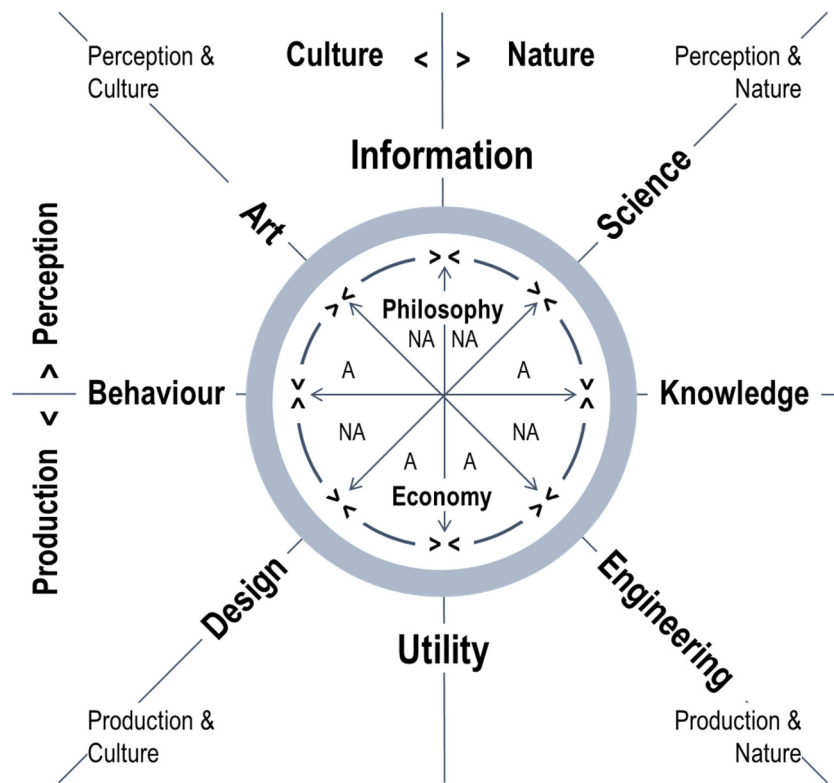 Perception &
Culture
Culture < > Nature
Perception &
Nature
Information
Art
Science
Production < > Perception
> <
> <
> <
Philosophy
NA NA
A A
Behaviour
> <
> <
Knowledge
NA NA
A A
Economy
> <
> <
> <
Design
Engineering
Utility
Production &
Culture
Production &
Nature